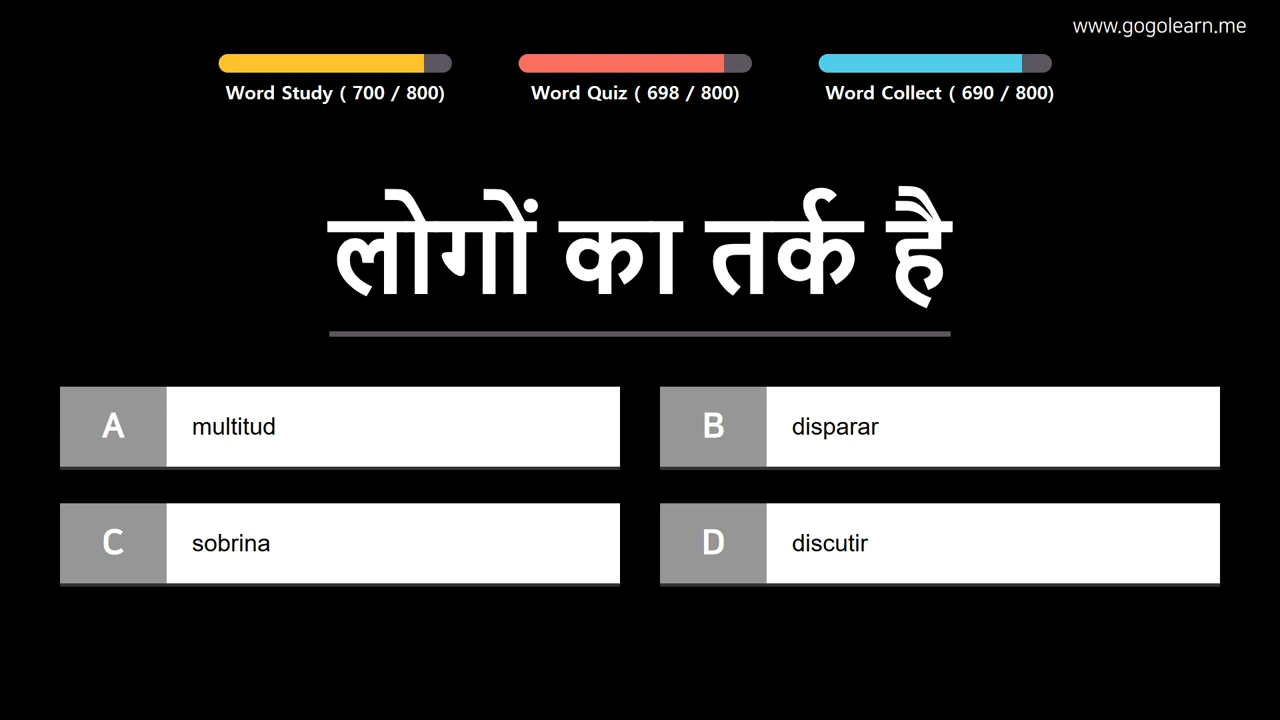 www.gogolearn.me
Word Study ( 700 / 800)
Word Quiz ( 698 / 800)
Word Collect ( 690 / 800)
लोगों का तर्क है
A
multitud
B
disparar
C
sobrina
D
discutir